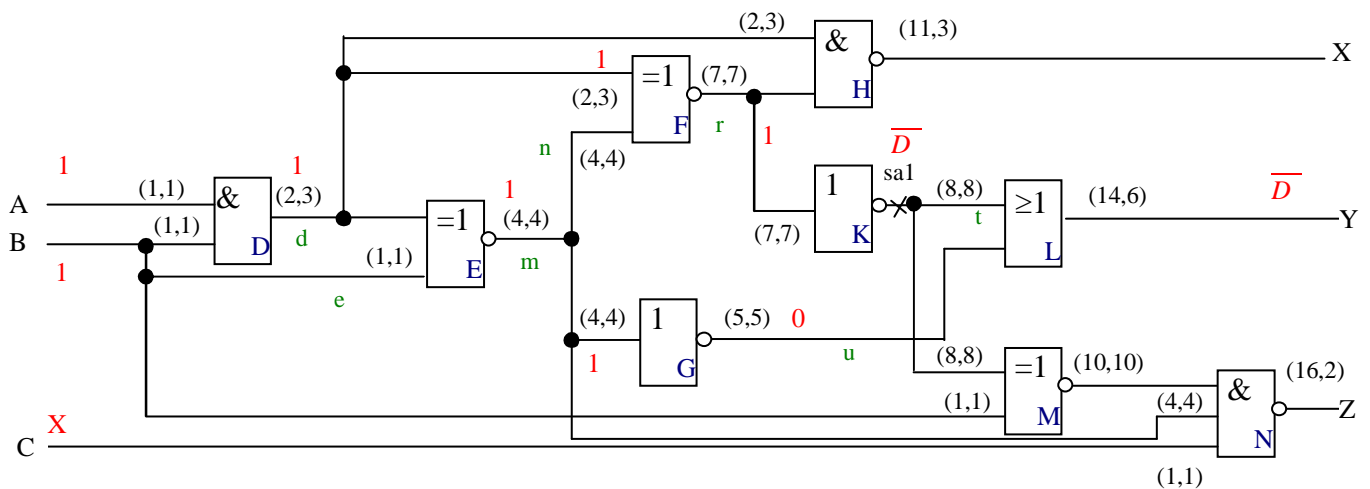 (2,3) & (11,3) X
H
1 =1 (7,7)
(2,3) F r 1
n (4,4)
D̅
sa1
1 (8,8) t ≥1 (14,6) D̅
(7,7) K L Y
1 1
A (1,1) & (2,3)
B (1,1) D d
1
1 =1 (4,4)
(1,1) E m
e
(4,4) 1 (5,5) 0
1 G u
(8,8) =1 (10,10)
(1,1) M
(4,4) & (16,2)
N Z
X
C
(1,1)